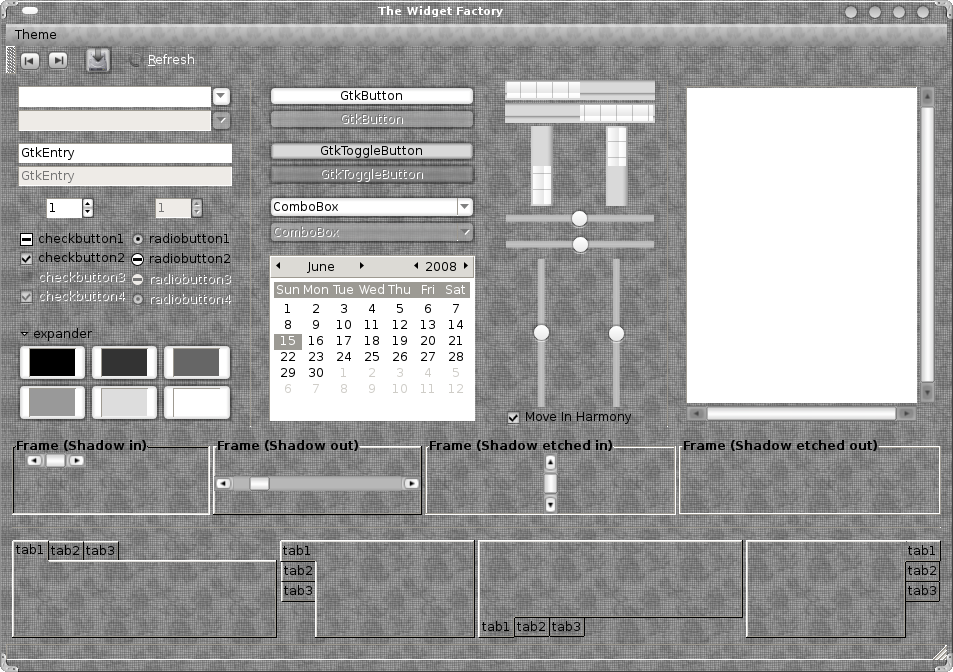 The Widget Factory
Theme
Refresh
GtkEntry
GtkEntry
1 1
checkbutton1 radiobutton1
checkbutton2 radiobutton2
checkbutton3 radiobutton3
checkbutton4 radiobutton4
expander
GtkButton
GtkButton
GtkToggleButton
GtkToggleButton
ComboBox
ComboBox
June 2008
Sun Mon Tue Wed Thu Fri Sat
1 2 3 4 5 6 7
8 9 10 11 12 13 14
15 16 17 18 19 20 21
22 23 24 25 26 27 28
29 30 1 2 3 4 5
6 7 8 9 10 11 12
Move In Harmony
Frame (Shadow in)
Frame (Shadow out)
Frame (Shadow etched in)
Frame (Shadow etched out)
tab1 tab2 tab3
tab1
tab2
tab3
tab1 tab2 tab3
tab1
tab2
tab3